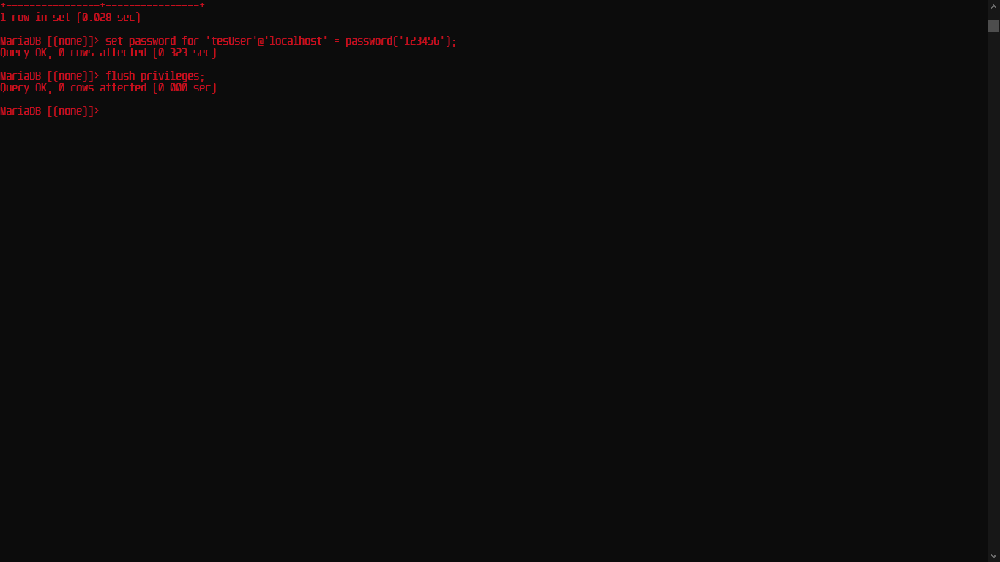 +----------------+----------------+
1 row in set (0.028 sec)
MariaDB [(none)]> set password for 'tesUser'@'localhost' = password('123456');
Query OK, 0 rows affected (0.323 sec)
MariaDB [(none)]> flush privileges;
Query OK, 0 rows affected (0.000 sec)
MariaDB [(none)]>